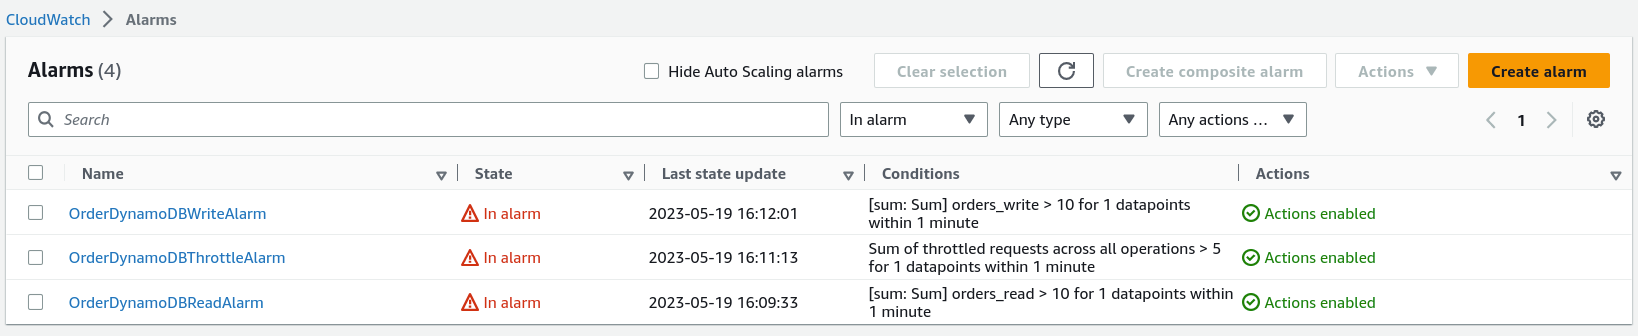 CloudWatch Alarms
Alarms (4)
Hide Auto Scaling alarms
Clear selection
Create composite alarm
Actions
Create alarm
Search
In alarm
Any type
Any actions ...
1
Name State Last state update Conditions Actions
OrderDynamoDBWriteAlarm In alarm 2023-05-19 16:12:01 [sum: Sum] orders_write > 10 for 1 datapoints
within 1 minute
Actions enabled
OrderDynamoDBThrottleAlarm In alarm 2023-05-19 16:11:13 Sum of throttled requests across all operations > 5
for 1 datapoints within 1 minute
Actions enabled
OrderDynamoDBReadAlarm In alarm 2023-05-19 16:09:33 [sum: Sum] orders_read > 10 for 1 datapoints within
1 minute
Actions enabled